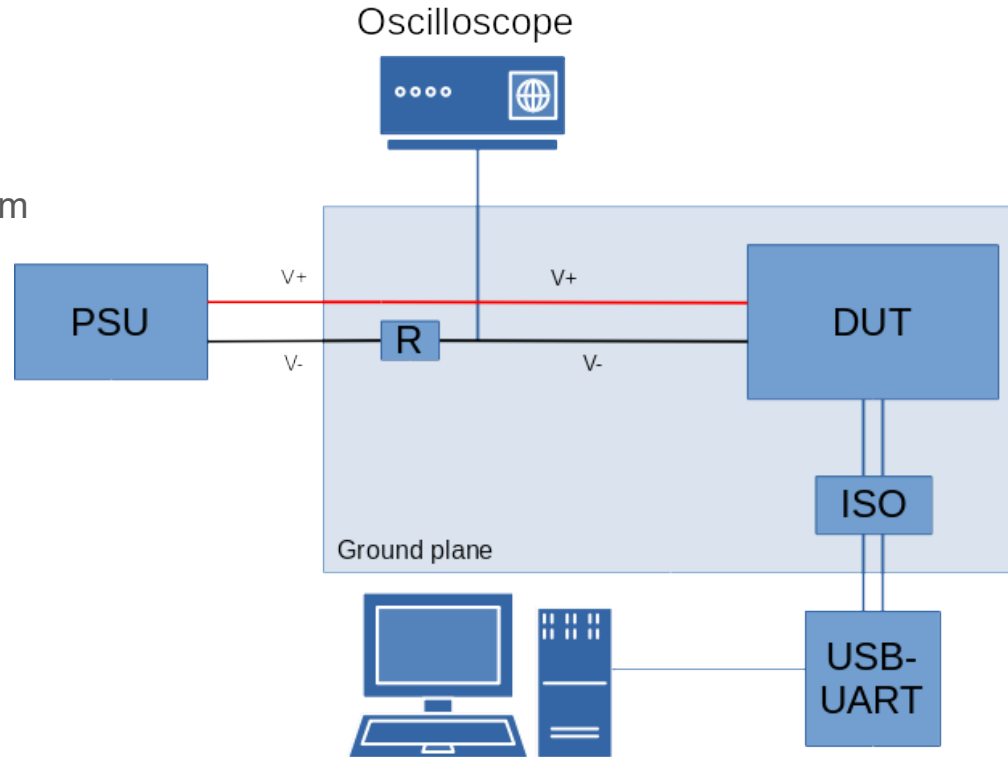 Oscilloscope
m
V+
V+
PSU
R
DUT
V-
V-
ISO
Ground plane
USB-
UART